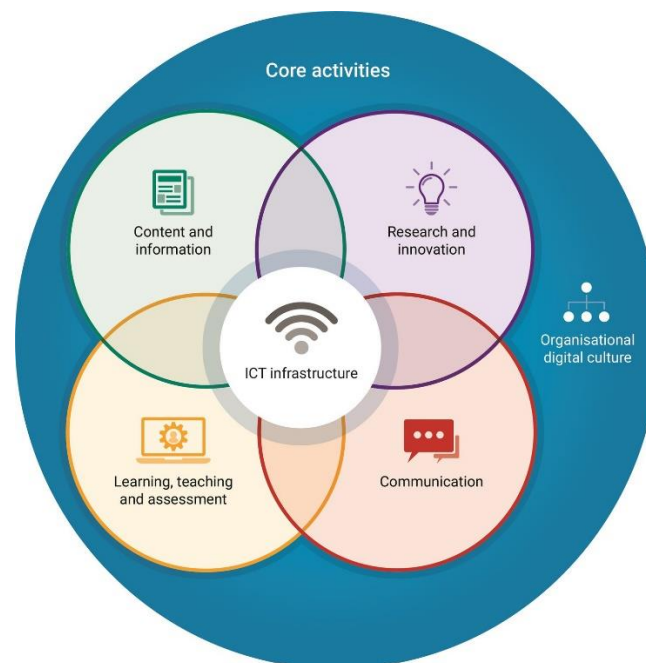 Core activities
Content and
information
Research and
innovation
ICT infrastructure
Organisational
digital culture
Learning, teaching
and assessment
Communication